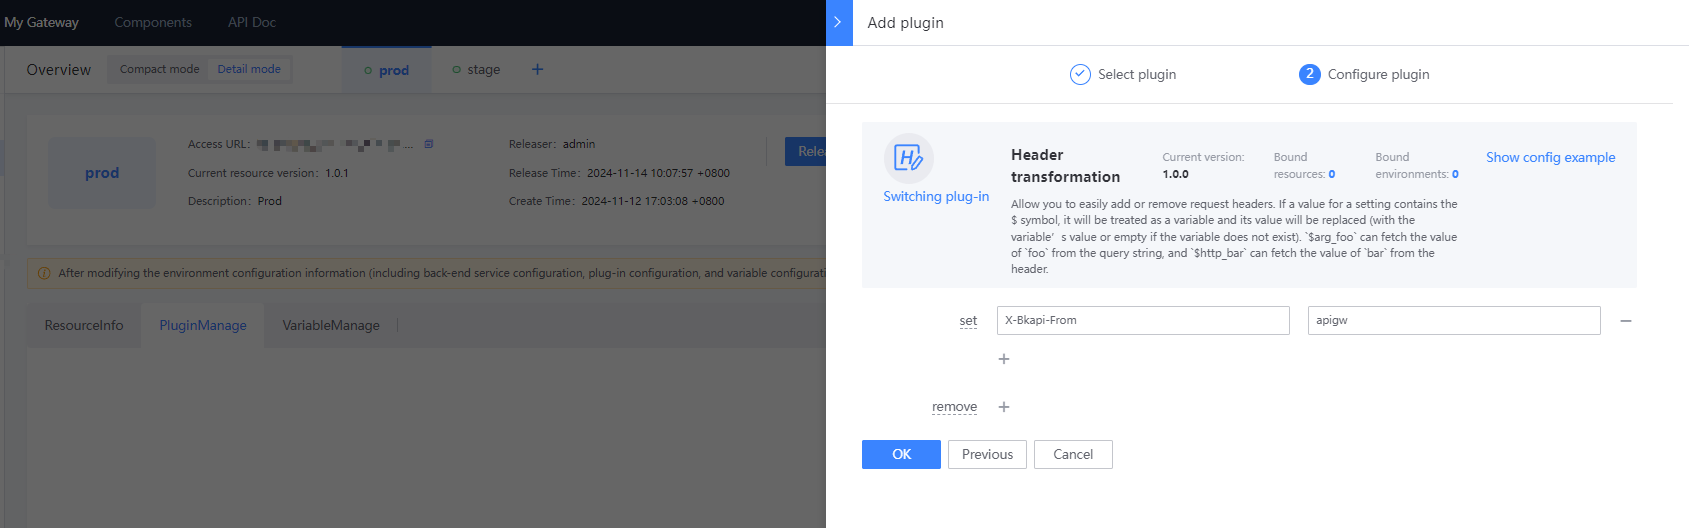 My Gateway Components API Doc
Overview Compact mode Detail mode prod stage +
prod
Access URL: ...
Current resource version: 1.0.1
Description: Prod
Releaser: admin
Release Time: 2024-11-14 10:07:57 +0800
Create Time: 2024-11-12 17:03:08 +0800
Relea
After modifying the environment configuration information (including back-end service configuration, plug-in configuration, and variable configurati
ResourceInfo PluginManage VariableManage
Add plugin
Select plugin 2 Configure plugin
Switching plug-in
Header
transformation
Current version:
1.0.0
Bound
resources: 0
Bound
environments: 0
Show config example
Allow you to easily add or remove request headers. If a value for a setting contains the
$ symbol, it will be treated as a variable and its value will be replaced (with the
variable’s value or empty if the variable does not exist). `$arg_foo` can fetch the value
of `foo` from the query string, and `$http_bar` can fetch the value of `bar` from the
header.
set X-Bkapi-From apigw
remove
OK Previous Cancel